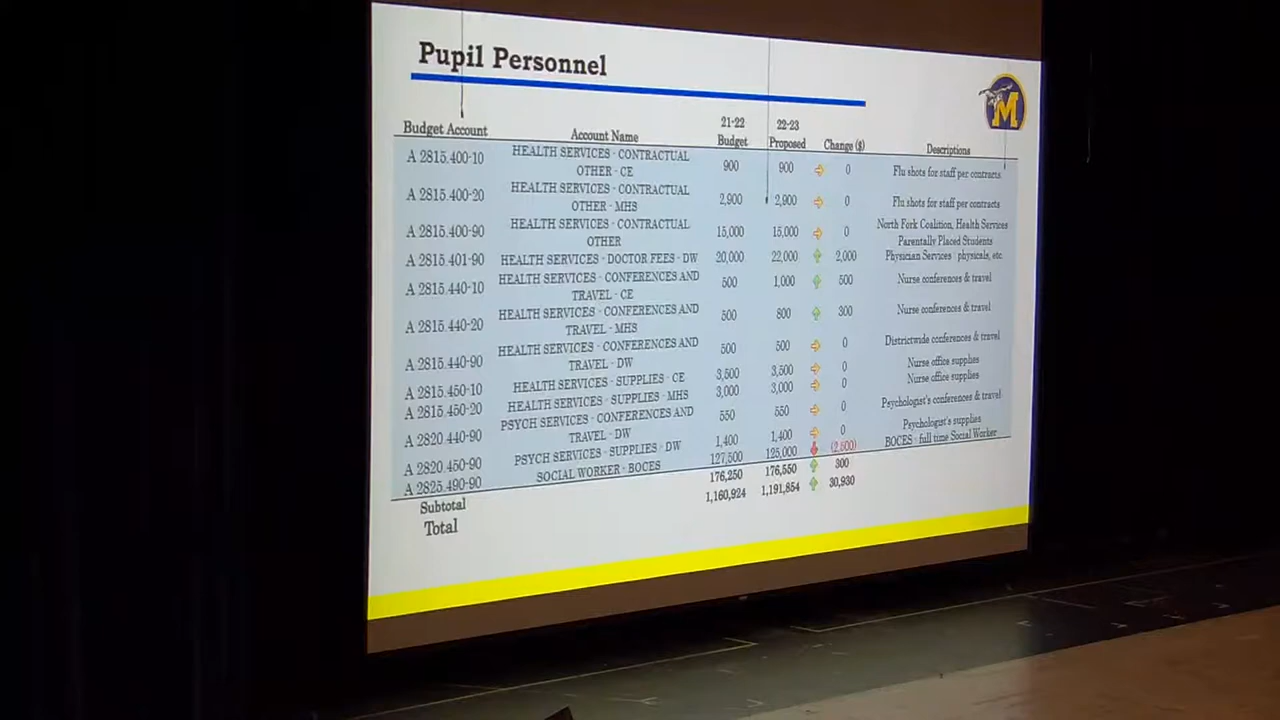 Pupil Personnel
M
21-22 22-23
Budget Account Account Name Budget Proposed Change ($) Descriptions
A 2815.400-10 HEALTH SERVICES - CONTRACTUAL OTHER - CE 900 900 0 Flu shots for staff per contracts
A 2815.400-20 HEALTH SERVICES - CONTRACTUAL OTHER - MHS 2,900 2,900 0 Flu shots for staff per contracts
A 2815.400-90 HEALTH SERVICES - CONTRACTUAL OTHER 15,000 15,000 0 North Fork Coalition, Health Services Parentally Placed Students
A 2815.401-90 HEALTH SERVICES - DOCTOR FEES - DW 20,000 22,000 2,000 Physician Services - physicals, etc.
A 2815.440-10 HEALTH SERVICES - CONFERENCES AND TRAVEL - CE 500 1,000 500 Nurse conferences & travel
A 2815.440-20 HEALTH SERVICES - CONFERENCES AND TRAVEL - MHS 500 800 300 Nurse conferences & travel
A 2815.440-90 HEALTH SERVICES - CONFERENCES AND TRAVEL - DW 500 500 0 Districtwide conferences & travel
A 2815.450-10 HEALTH SERVICES - SUPPLIES - CE 3,500 3,500 0 Nurse office supplies
A 2815.450-20 HEALTH SERVICES - SUPPLIES - MHS 3,000 3,000 0 Nurse office supplies
A 2820.440-90 PSYCH SERVICES - CONFERENCES AND TRAVEL - DW 550 550 0 Psychologist's conferences & travel
A 2820.450-90 PSYCH SERVICES - SUPPLIES - DW 1,400 1,400 0 Psychologist's supplies
A 2825.490-90 SOCIAL WORKER - BOCES 127,500 125,000 (2,500) BOCES - full time Social Worker
Subtotal 176,250 176,550 300
Total 1,160,924 1,191,854 30,930